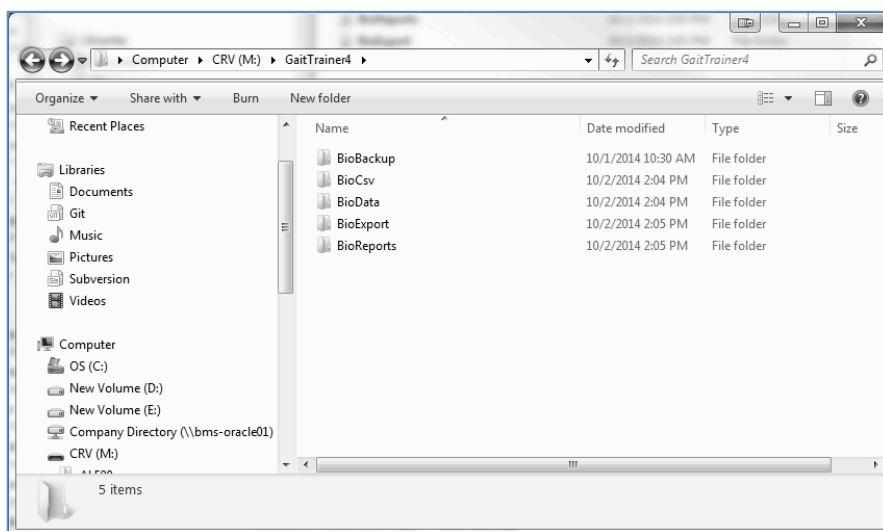 BioReports
BioExport
Libraries
Computer ▸ CRV (M:) ▸ GaitTrainer4 ▸
Search GaitTrainer4
Organize
Share with
Burn
New folder
Recent Places
Libraries
Documents
Git
Music
Pictures
Subversion
Videos
Computer
OS (C:)
New Volume (D:)
New Volume (E:)
Company Directory (\\bms-oracle01)
CRV (M:)
Name Date modified Type Size
BioBackup 10/1/2014 10:30 AM File folder
BioCsv 10/2/2014 2:04 PM File folder
BioData 10/2/2014 2:04 PM File folder
BioExport 10/2/2014 2:05 PM File folder
BioReports 10/2/2014 2:05 PM File folder
5 items